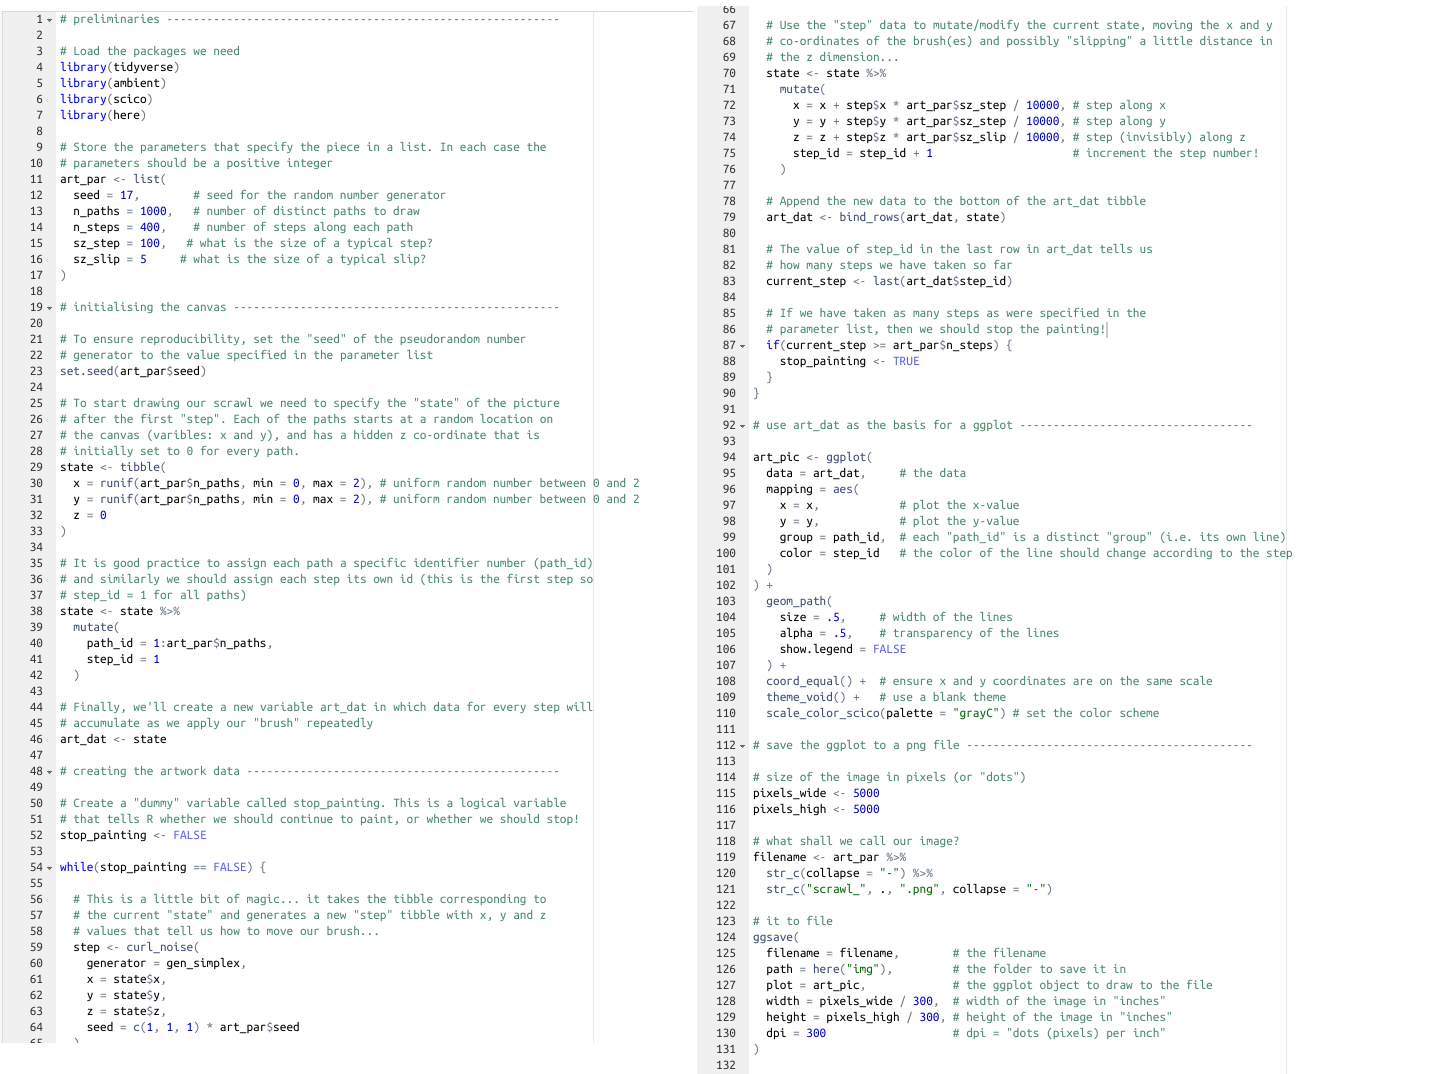 1 # preliminaries -----------------------------------------------------------
2
3 # Load the packages we need
4 library(tidyverse)
5 library(ambient)
6 library(scico)
7 library(here)
8
9 # Store the parameters that specify the piece in a list. In each case the
10 # parameters should be a positive integer
11 art_par <- list(
12   seed = 17,        # seed for the random number generator
13   n_paths = 1000,   # number of distinct paths to draw
14   n_steps = 400,    # number of steps along each path
15   sz_step = 100,   # what is the size of a typical step?
16   sz_slip = 5     # what is the size of a typical slip?
17 )
18
19 # initialising the canvas -------------------------------------------------
20
21 # To ensure reproducibility, set the "seed" of the pseudorandom number
22 # generator to the value specified in the parameter list
23 set.seed(art_par$seed)
24
25 # To start drawing our scrawl we need to specify the "state" of the picture
26 # after the first "step". Each of the paths starts at a random location on
27 # the canvas (varibles: x and y), and has a hidden z co-ordinate that is
28 # initially set to 0 for every path.
29 state <- tibble(
30   x = runif(art_par$n_paths, min = 0, max = 2), # uniform random number between 0 and 2
31   y = runif(art_par$n_paths, min = 0, max = 2), # uniform random number between 0 and 2
32   z = 0
33 )
34
35 # It is good practice to assign each path a specific identifier number (path_id)
36 # and similarly we should assign each step its own id (this is the first step so
37 # step_id = 1 for all paths)
38 state <- state %>%
39   mutate(
40     path_id = 1:art_par$n_paths,
41     step_id = 1
42   )
43
44 # Finally, we'll create a new variable art_dat in which data for every step will
45 # accumulate as we apply our "brush" repeatedly
46 art_dat <- state
47
48 # creating the artwork data -----------------------------------------------
49
50 # Create a "dummy" variable called stop_painting. This is a logical variable
51 # that tells R whether we should continue to paint, or whether we should stop!
52 stop_painting <- FALSE
53
54 while(stop_painting == FALSE) {
55
56   # This is a little bit of magic... it takes the tibble corresponding to
57   # the current "state" and generates a new "step" tibble with x, y and z
58   # values that tell us how to move our brush...
59   step <- curl_noise(
60     generator = gen_simplex,
61     x = state$x,
62     y = state$y,
63     z = state$z,
64     seed = c(1, 1, 1) * art_par$seed
65   )
66
67   # Use the "step" data to mutate/modify the current state, moving the x and y
68   # co-ordinates of the brush(es) and possibly "slipping" a little distance in
69   # the z dimension...
70   state <- state %>%
71     mutate(
72       x = x + step$x * art_par$sz_step / 10000, # step along x
73       y = y + step$y * art_par$sz_step / 10000, # step along y
74       z = z + step$z * art_par$sz_slip / 10000, # step (invisibly) along z
75       step_id = step_id + 1                     # increment the step number!
76     )
77
78   # Append the new data to the bottom of the art_dat tibble
79   art_dat <- bind_rows(art_dat, state)
80
81   # The value of step_id in the last row in art_dat tells us
82   # how many steps we have taken so far
83   current_step <- last(art_dat$step_id)
84
85   # If we have taken as many steps as were specified in the
86   # parameter list, then we should stop the painting!
87   if(current_step >= art_par$n_steps) {
88     stop_painting <- TRUE
89   }
90 }
91
92 # use art_dat as the basis for a ggplot -----------------------------------
93
94 art_pic <- ggplot(
95   data = art_dat,     # the data
96   mapping = aes(
97     x = x,            # plot the x-value
98     y = y,            # plot the y-value
99     group = path_id,  # each "path_id" is a distinct "group" (i.e. its own line)
100     color = step_id   # the color of the line should change according to the step
101   )
102 ) +
103   geom_path(
104     size = .5,     # width of the lines
105     alpha = .5,    # transparency of the lines
106     show.legend = FALSE
107   ) +
108   coord_equal() +  # ensure x and y coordinates are on the same scale
109   theme_void() +   # use a blank theme
110   scale_color_scico(palette = "grayC") # set the color scheme
111
112 # save the ggplot to a png file -------------------------------------------
113
114 # size of the image in pixels (or "dots")
115 pixels_wide <- 5000
116 pixels_high <- 5000
117
118 # what shall we call our image?
119 filename <- art_par %>%
120   str_c(collapse = "-") %>%
121   str_c("scrawl_", ., ".png", collapse = "-")
122
123 # it to file
124 ggsave(
125   filename = filename,         # the filename
126   path = here("img"),          # the folder to save it in
127   plot = art_pic,              # the ggplot object to draw to the file
128   width = pixels_wide / 300,  # width of the image in "inches"
129   height = pixels_high / 300, # height of the image in "inches"
130   dpi = 300                   # dpi = "dots (pixels) per inch"
131 )
132